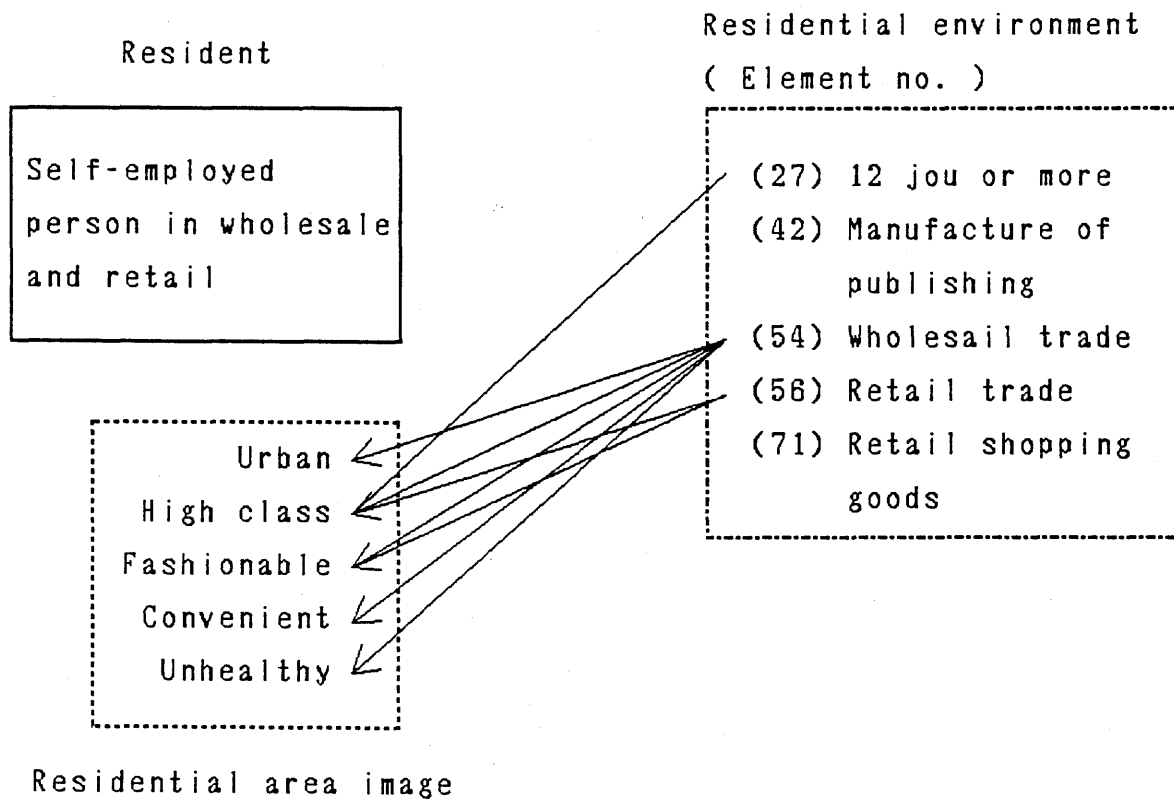 Resident
Self-employed
person in wholesale
and retail
Residential environment
( Element no. )
(27) 12 jou or more
(42) Manufacture of
publishing
(54) Wholesail trade
(56) Retail trade
(71) Retail shopping
goods
Urban
High class
Fashionable
Convenient
Unhealthy
Residential area image